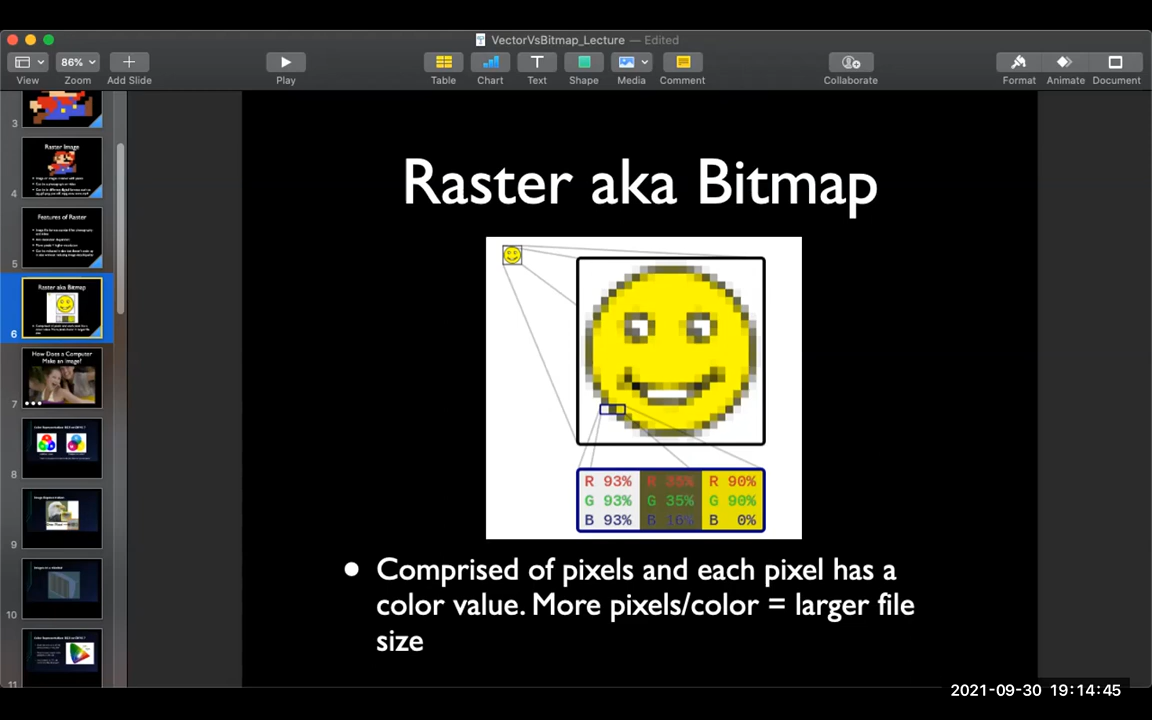 VectorVsBitmap_Lecture — Edited
86%
View Zoom Add Slide Play Table Chart Text Shape Media Comment Collaborate Format Animate Document
3
Raster Image
4
Features of Raster
5
Raster aka Bitmap
6
How Does a Computer
Make an Image?
7
8
9
10
11
Raster aka Bitmap
R 93% R 35% R 90%
G 93% G 35% G 90%
B 93% B 16% B 0%
• Comprised of pixels and each pixel has a
color value. More pixels/color = larger file
size
2021-09-30 19:14:45